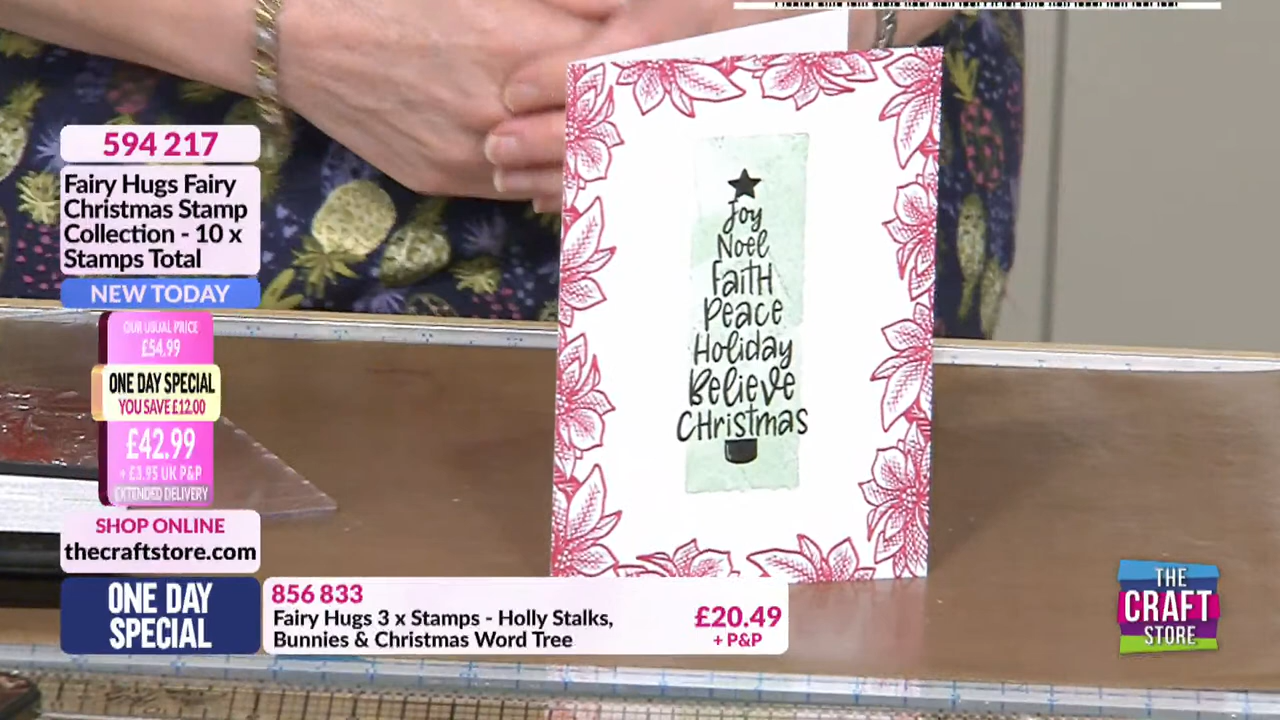 594 217
Fairy Hugs Fairy
Christmas Stamp
Collection - 10 x
Stamps Total
NEW TODAY
OUR USUAL PRICE
£54.99
ONE DAY SPECIAL
YOU SAVE £12.00
£42.99
+ £3.95 UK P&P
EXTENDED DELIVERY
SHOP ONLINE
thecraftstore.com
ONE DAY
SPECIAL
856 833
Fairy Hugs 3 x Stamps - Holly Stalks,
Bunnies & Christmas Word Tree
£20.49
+ P&P
Joy
Noel
FaiTH
Peace
Holiday
Believe
CHristmas
THE
CRAFT
STORE